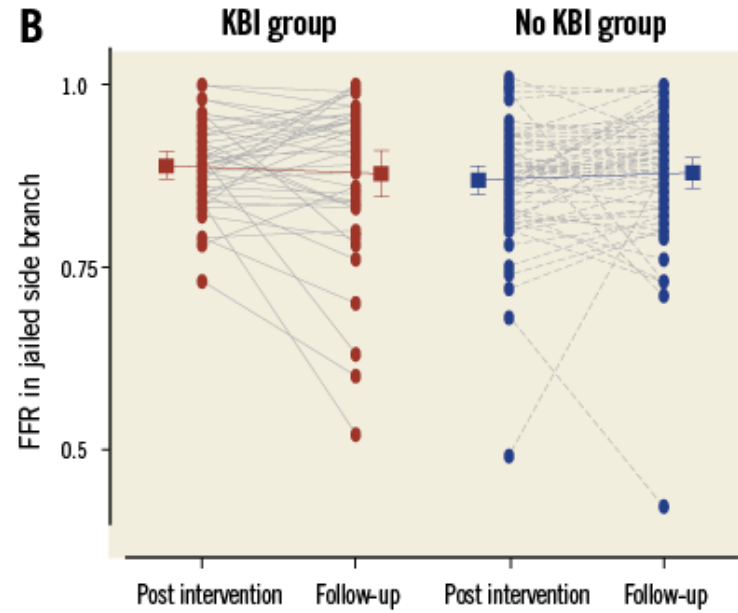 B
KBI group
No KBI group
FFR in jailed side branch
1.0
0.75
0.5
Post intervention
Follow-up
Post intervention
Follow-up